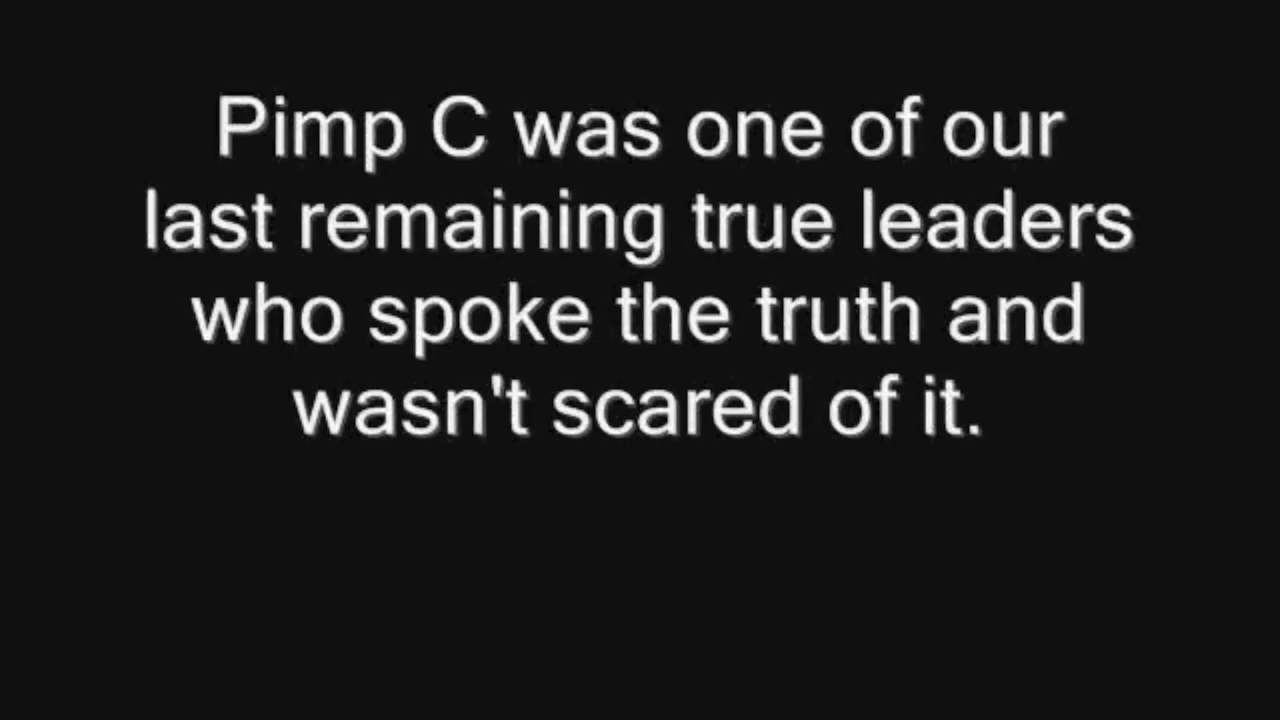 Pimp C was one of our
last remaining true leaders
who spoke the truth and
wasn't scared of it.